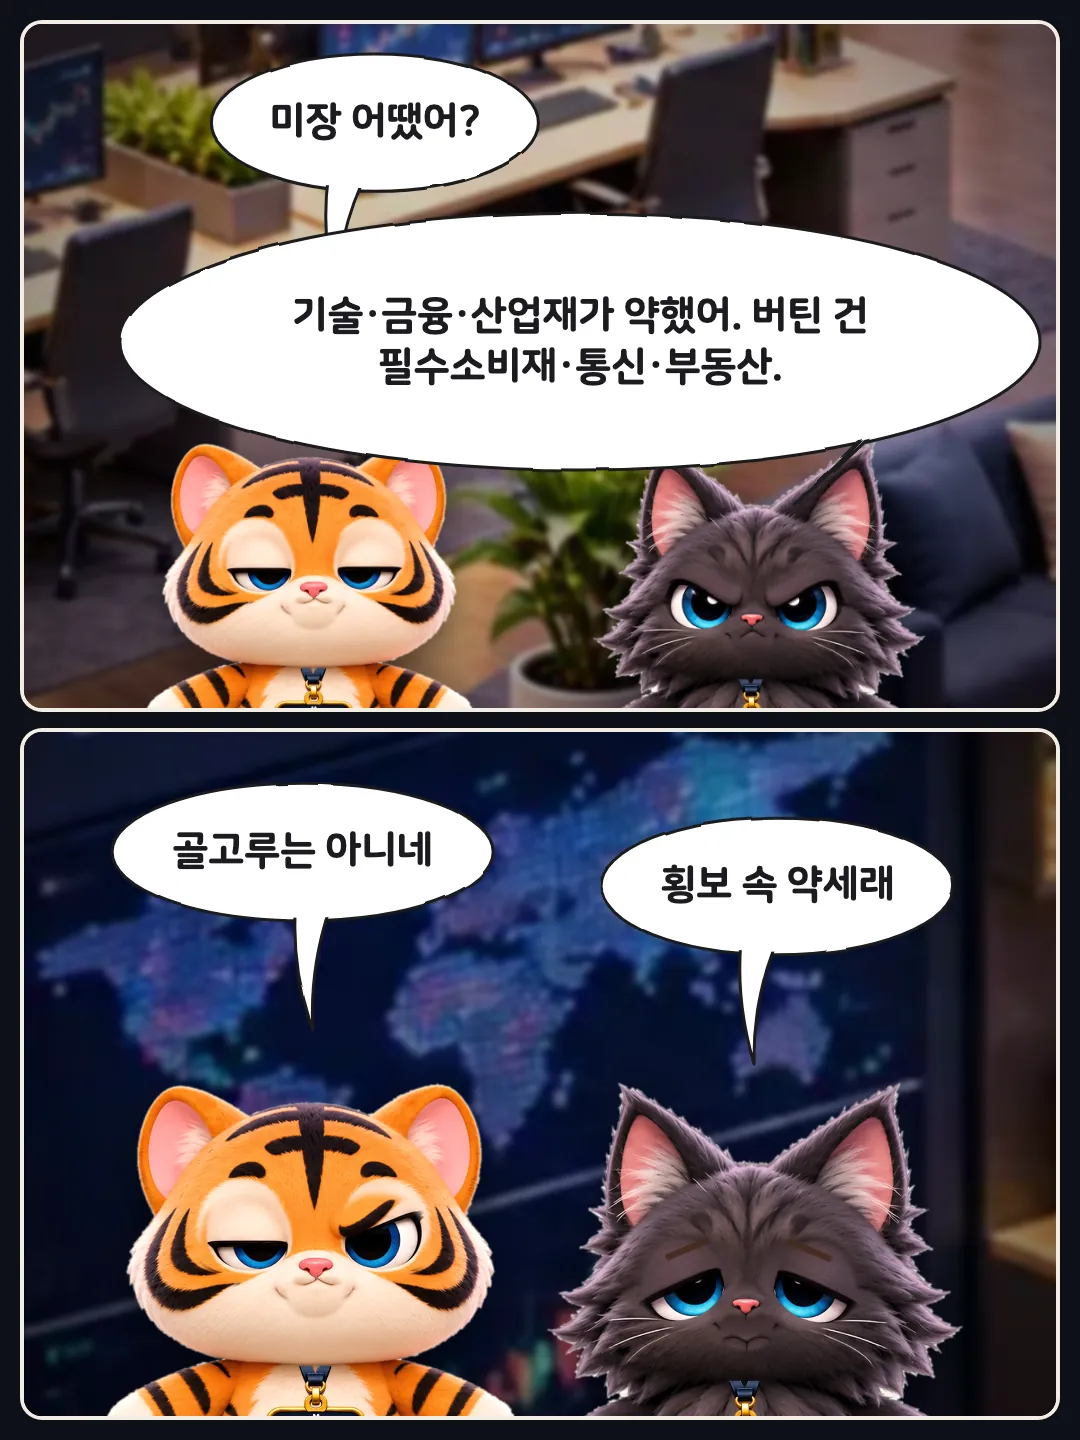 미장 어땠어?
기술·금융·산업재가 약했어. 버틴 건
필수소비재·통신·부동산.
골고루는 아니네
횡보 속 약세래